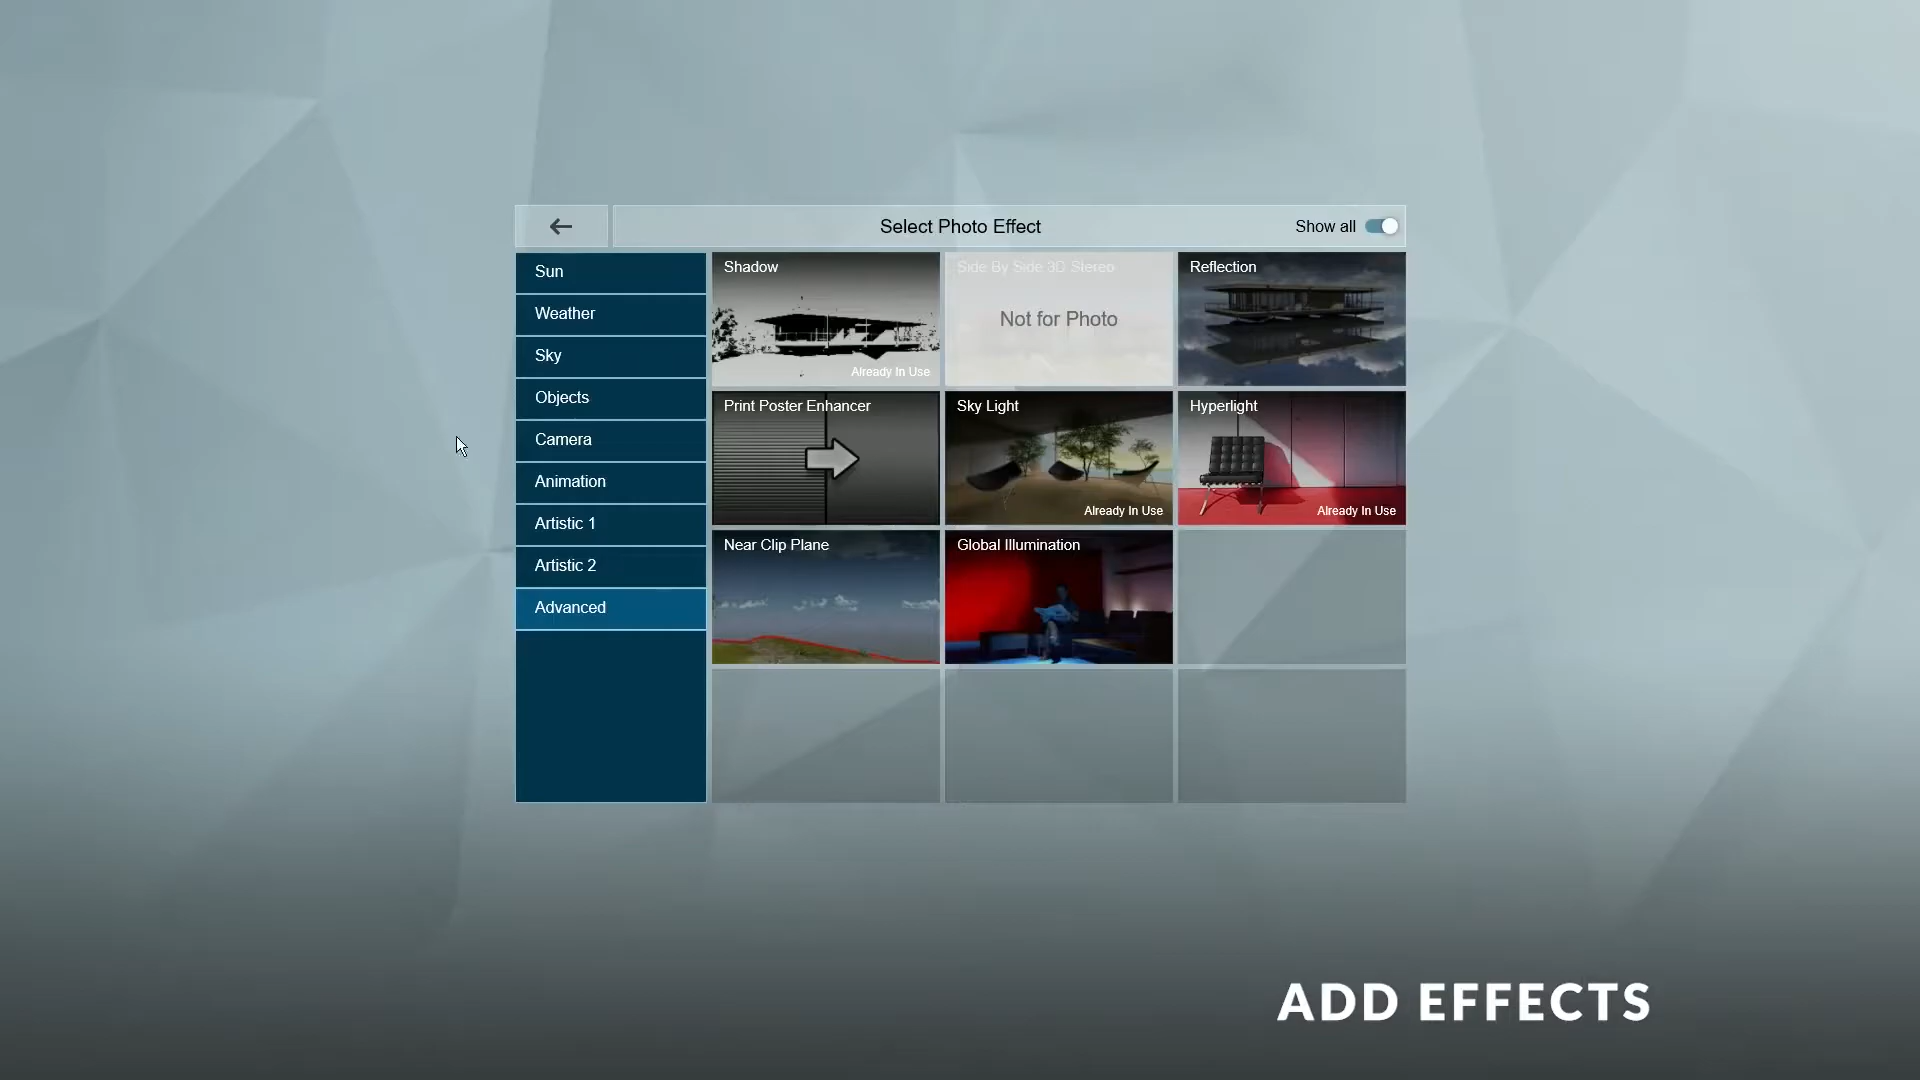 Select Photo Effect
Show all
Sun
Weather
Sky
Objects
Camera
Animation
Artistic 1
Artistic 2
Advanced
Shadow
Already In Use
Side By Side 3D Stereo
Not for Photo
Reflection
Print Poster Enhancer
Sky Light
Already In Use
Hyperlight
Already In Use
Near Clip Plane
Global Illumination
ADD EFFECTS